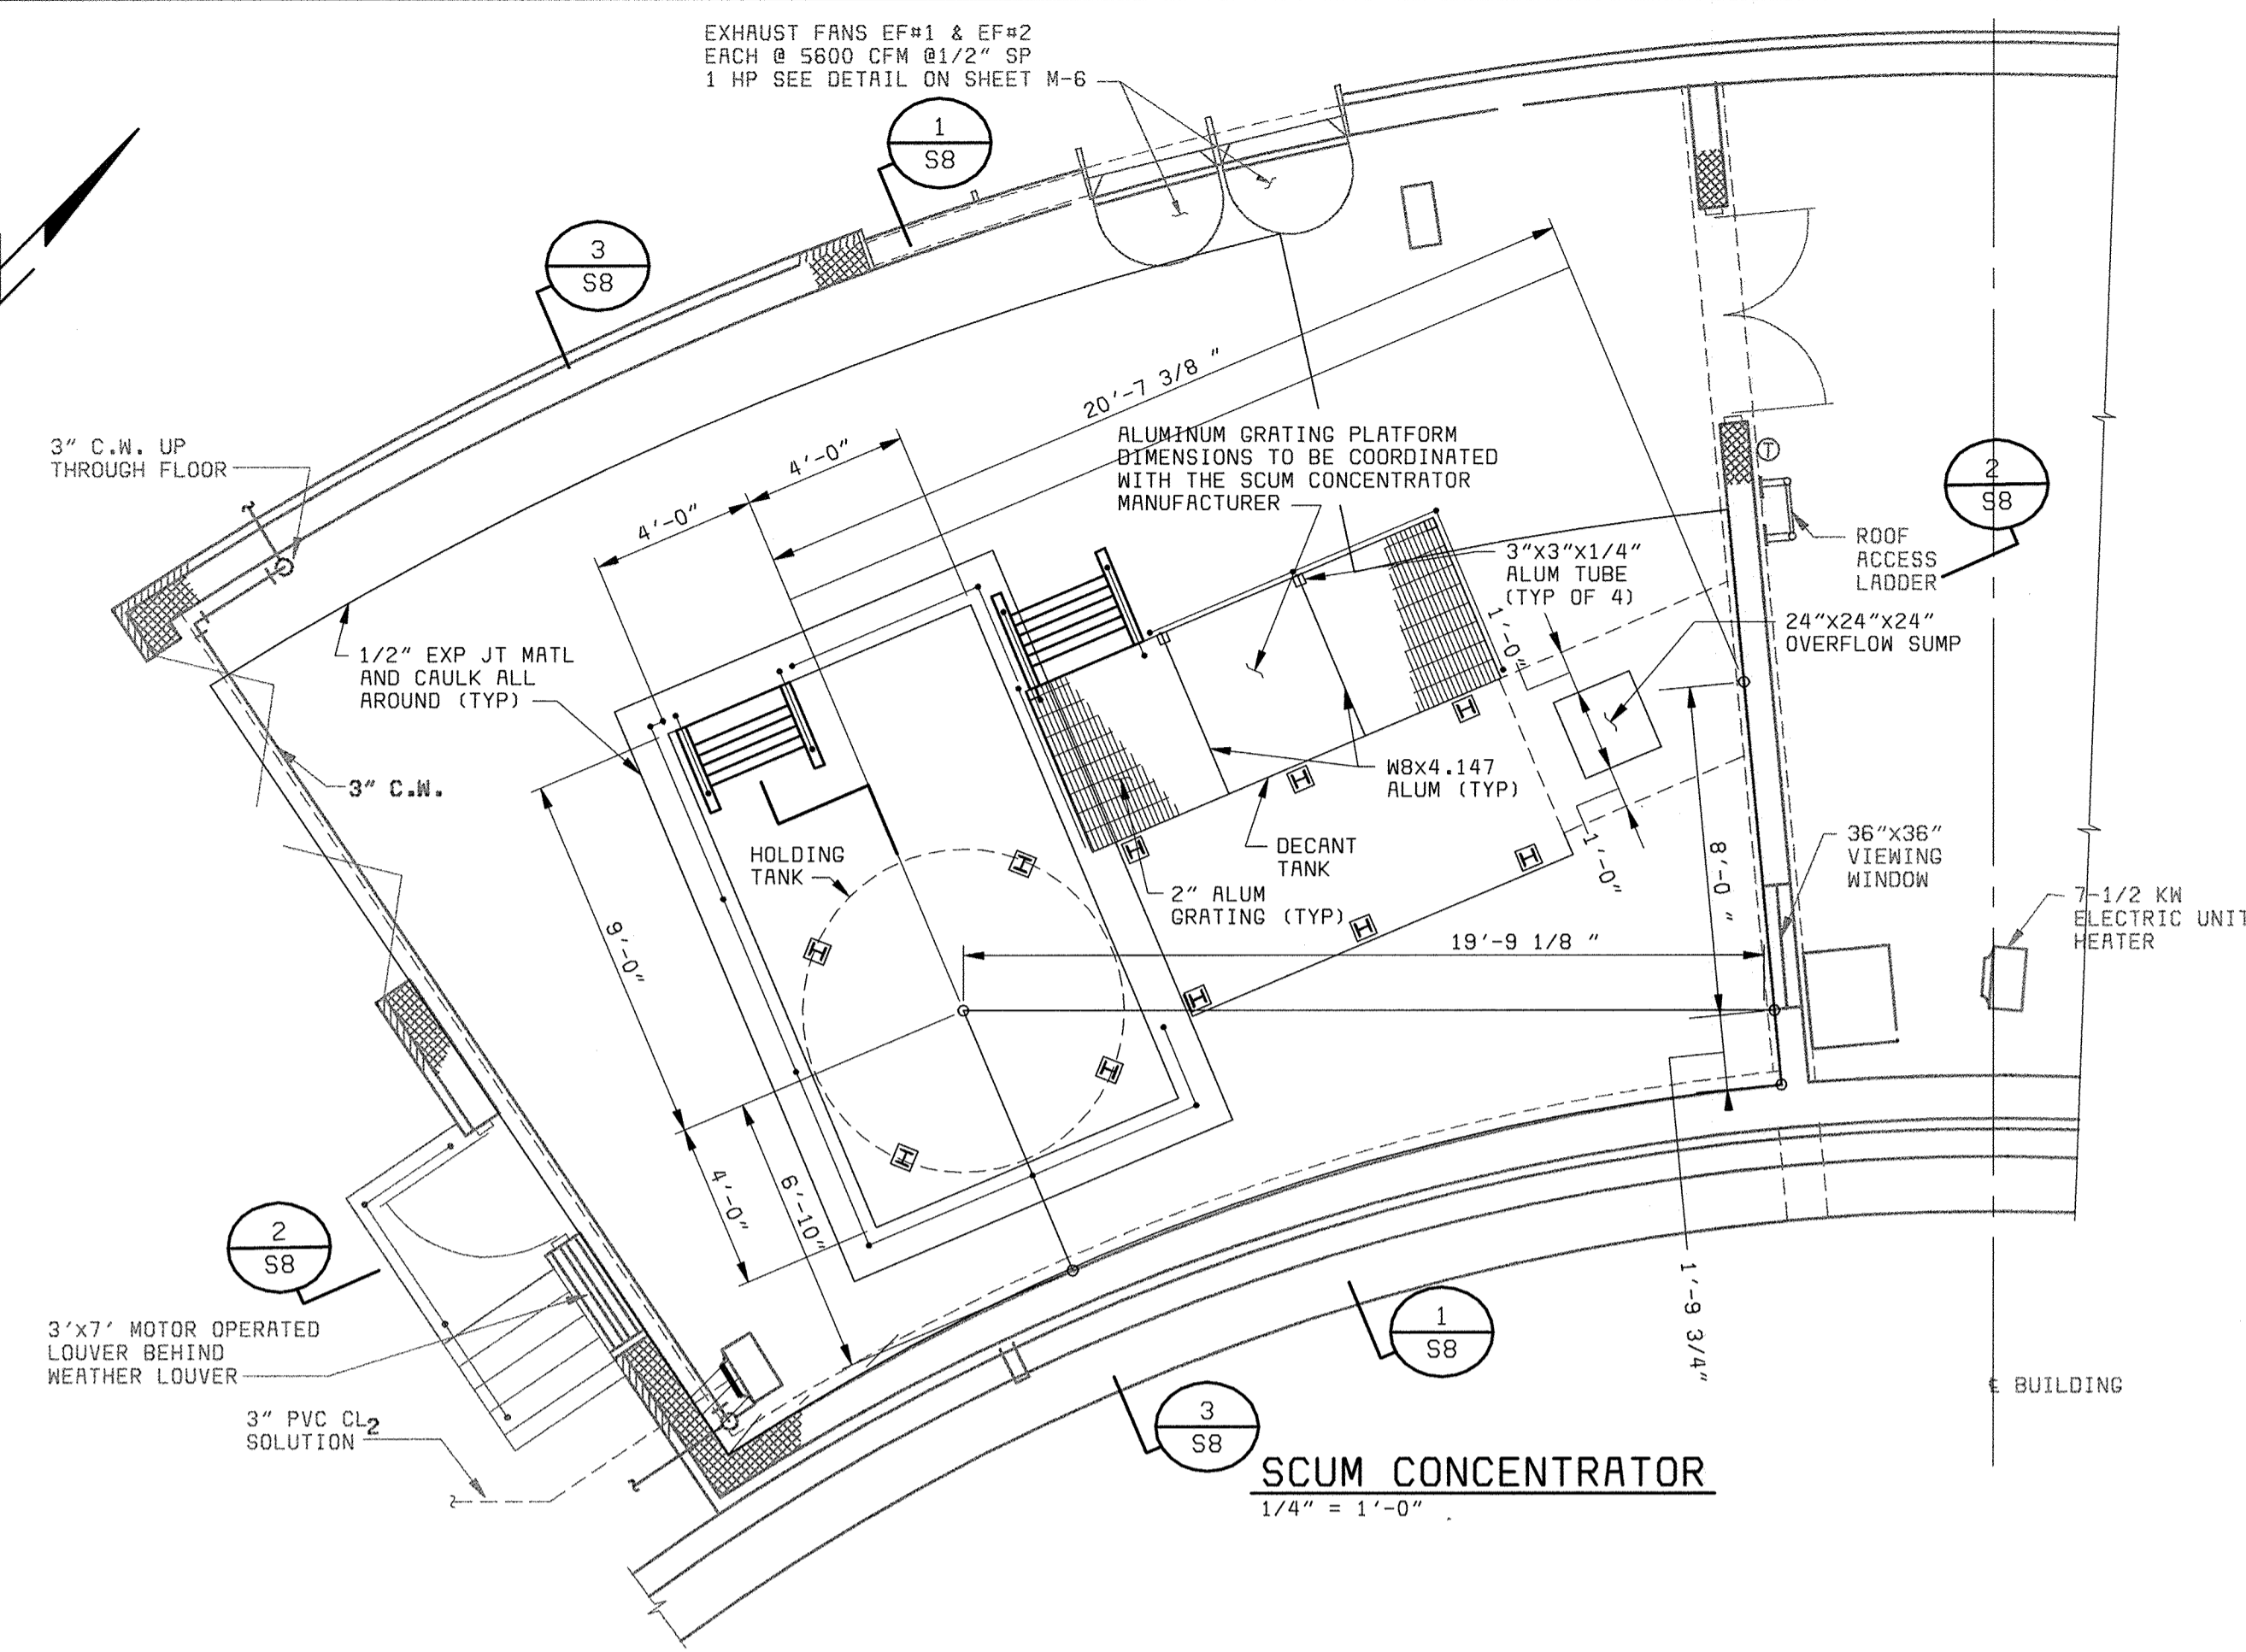 EXHAUST FANS EF#1 & EF#2
EACH @ 5600 CFM @1/2" SP
1 HP SEE DETAIL ON SHEET M-6
1
S8
3
S8
3" C.W. UP
THROUGH FLOOR
20'-7 3/8 "
4'-0"
4'-0"
ALUMINUM GRATING PLATFORM
DIMENSIONS TO BE COORDINATED
WITH THE SCUM CONCENTRATOR
MANUFACTURER
T
2
S8
ROOF
ACCESS
LADDER
3"x3"x1/4"
ALUM TUBE
(TYP OF 4)
1'-0"
24"x24"x24"
OVERFLOW SUMP
1/2" EXP JT MATL
AND CAULK ALL
AROUND (TYP)
3" C.W.
W8x4.147
ALUM (TYP)
HOLDING
TANK
DECANT
TANK
1'-0"
8'-0 "
36"x36"
VIEWING
WINDOW
2" ALUM
GRATING (TYP)
7-1/2 KW
ELECTRIC UNIT
HEATER
9'-0"
19'-9 1/8 "
4'-0"
6'-10"
2
S8
1'-9 3/4"
3'x7' MOTOR OPERATED
LOUVER BEHIND
WEATHER LOUVER
1
S8
℄ BUILDING
3" PVC CL2
SOLUTION
3
S8
SCUM CONCENTRATOR
1/4" = 1'-0"